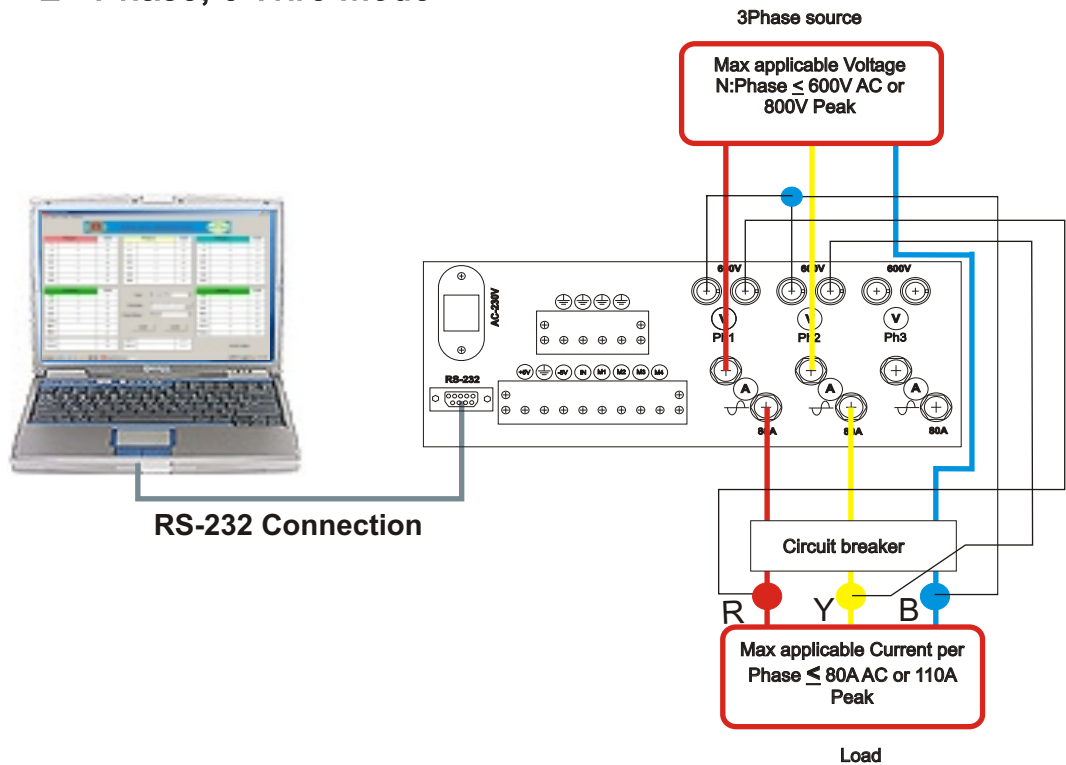 3Phase source
Max applicable Voltage
N:Phase ≤ 600V AC or
800V Peak
600V
600V
600V
AC-230V
V
V
V
Ph1
Ph2
Ph3
RS-232
+5V
-5V
IN
M1
M2
M3
M4
A
A
A
80A
80A
80A
RS-232 Connection
Circuit breaker
R
Y
B
Max applicable Current per
Phase ≤ 80A AC or 110A
Peak
Load